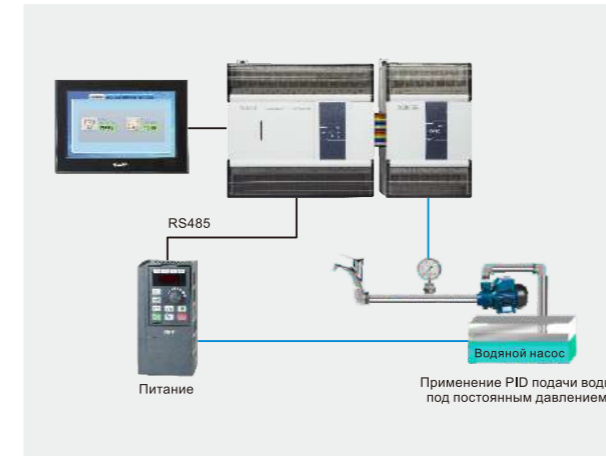 RS485
Водяной насос
Питание
Применение PID подачи воды
под постоянным давлением